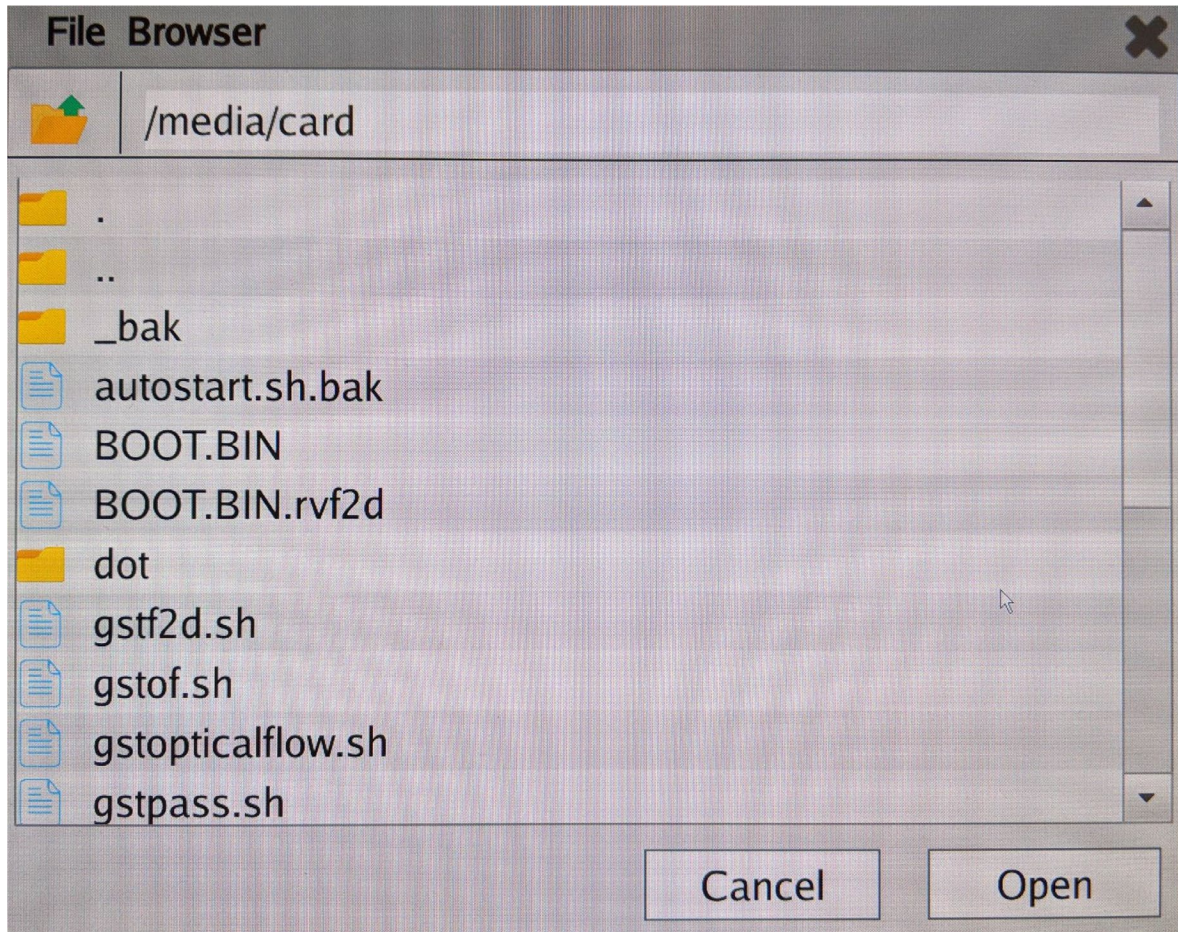 File Browser
/media/card
.
..
_bak
autostart.sh.bak
BOOT.BIN
BOOT.BIN.rvf2d
dot
gstf2d.sh
gstof.sh
gstopticalflow.sh
gstpass.sh
Cancel Open